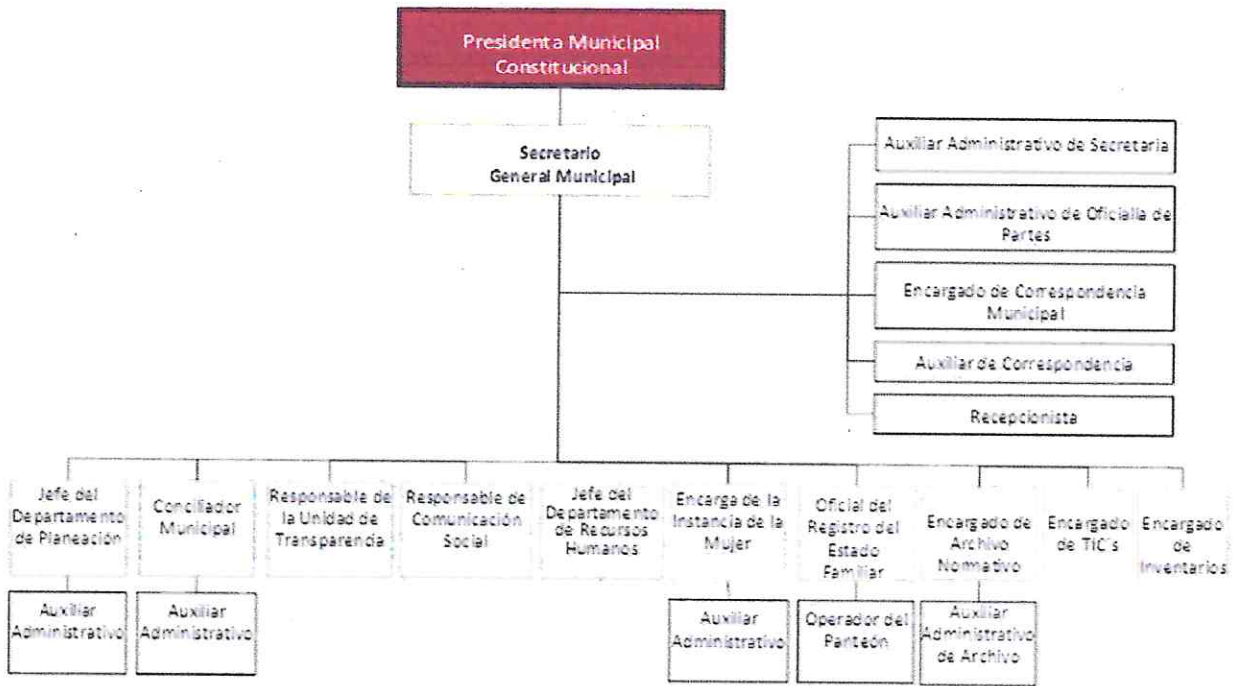 Presidenta Municipal
Constitucional
Secretario
General Municipal
Auxiliar Administrativo de Secretaria
Auxiliar Administrativo de Oficialía de
Partes
Encargado de Correspondencia
Municipal
Auxiliar de Correspondencia
Recepcionista
Jefe del
Departamento
de Planeación
Conciliador
Municipal
Responsable de
la Unidad de
Transparencia
Responsable de
Comunicación
Social
Jefe del
Departamento
de Recursos
Humanos
Encarga de la
Instancia de la
Mujer
Oficial del
Registro del
Estado
Familiar
Encargado de
Archivo
Normativo
Encargado
de TIC´s
Encargado
de
Inventarios
Auxiliar
Administrativo
Auxiliar
Administrativo
Auxiliar
Administrativo
Operador del
Panteón
Auxiliar
Administrativo
de Archivo